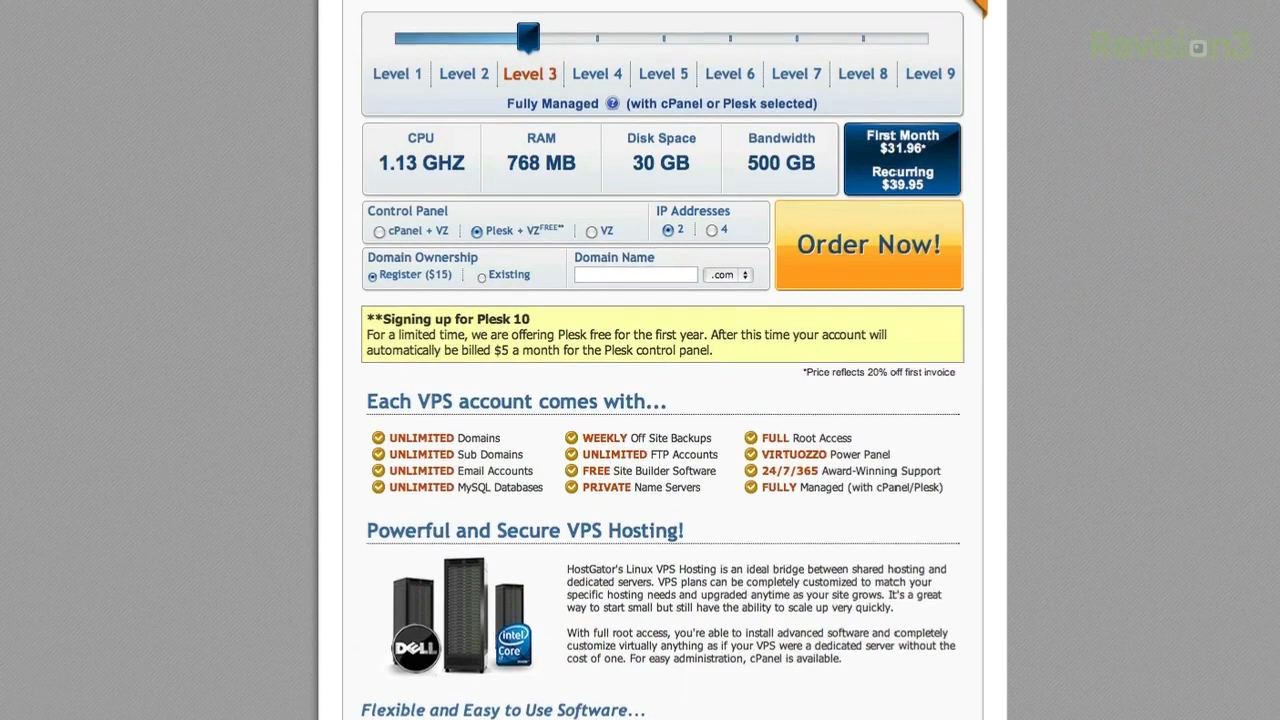 Revision3
Level 1 Level 2 Level 3 Level 4 Level 5 Level 6 Level 7 Level 8 Level 9
Fully Managed ? (with cPanel or Plesk selected)
CPU RAM Disk Space Bandwidth
1.13 GHZ 768 MB 30 GB 500 GB
First Month
$31.96*
Recurring
$39.95
Control Panel
cPanel + VZ Plesk + VZFREE** VZ
IP Addresses
2 4
Domain Ownership
Register ($15) Existing
Domain Name
.com
Order Now!
**Signing up for Plesk 10
For a limited time, we are offering Plesk free for the first year. After this time your account will
automatically be billed $5 a month for the Plesk control panel.
*Price reflects 20% off first invoice
Each VPS account comes with...
UNLIMITED Domains
UNLIMITED Sub Domains
UNLIMITED Email Accounts
UNLIMITED MySQL Databases
WEEKLY Off Site Backups
UNLIMITED FTP Accounts
FREE Site Builder Software
PRIVATE Name Servers
FULL Root Access
VIRTUOZZO Power Panel
24/7/365 Award-Winning Support
FULLY Managed (with cPanel/Plesk)
Powerful and Secure VPS Hosting!
DELL
intel
Core
HostGator's Linux VPS Hosting is an ideal bridge between shared hosting and
dedicated servers. VPS plans can be completely customized to match your
specific hosting needs and upgraded anytime as your site grows. It's a great
way to start small but still have the ability to scale up very quickly.
With full root access, you're able to install advanced software and completely
customize virtually anything as if your VPS were a dedicated server without the
cost of one. For easy administration, cPanel is available.
Flexible and Easy to Use Software...